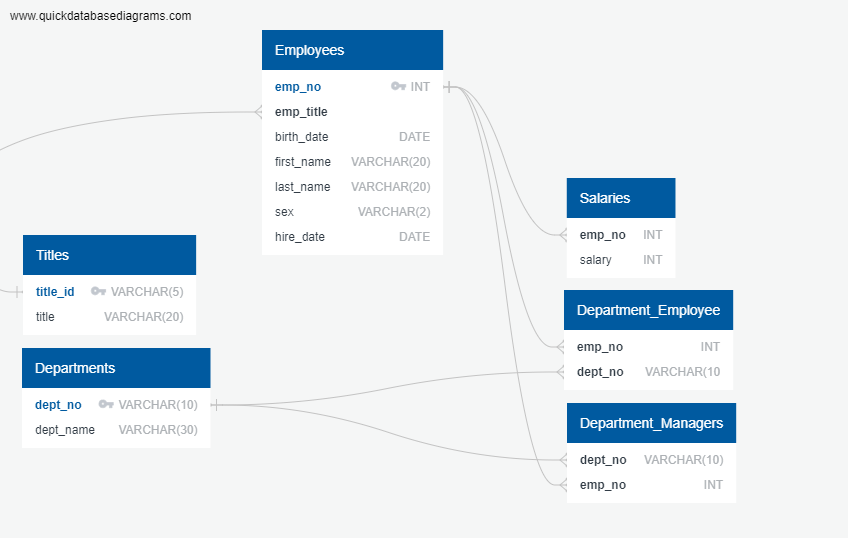 www.quickdatabasediagrams.com
Employees
emp_no INT
emp_title
birth_date DATE
first_name VARCHAR(20)
last_name VARCHAR(20)
sex VARCHAR(2)
hire_date DATE
Salaries
emp_no INT
salary INT
Titles
title_id VARCHAR(5)
title VARCHAR(20)
Department_Employee
emp_no INT
dept_no VARCHAR(10
Departments
dept_no VARCHAR(10)
dept_name VARCHAR(30)
Department_Managers
dept_no VARCHAR(10)
emp_no INT